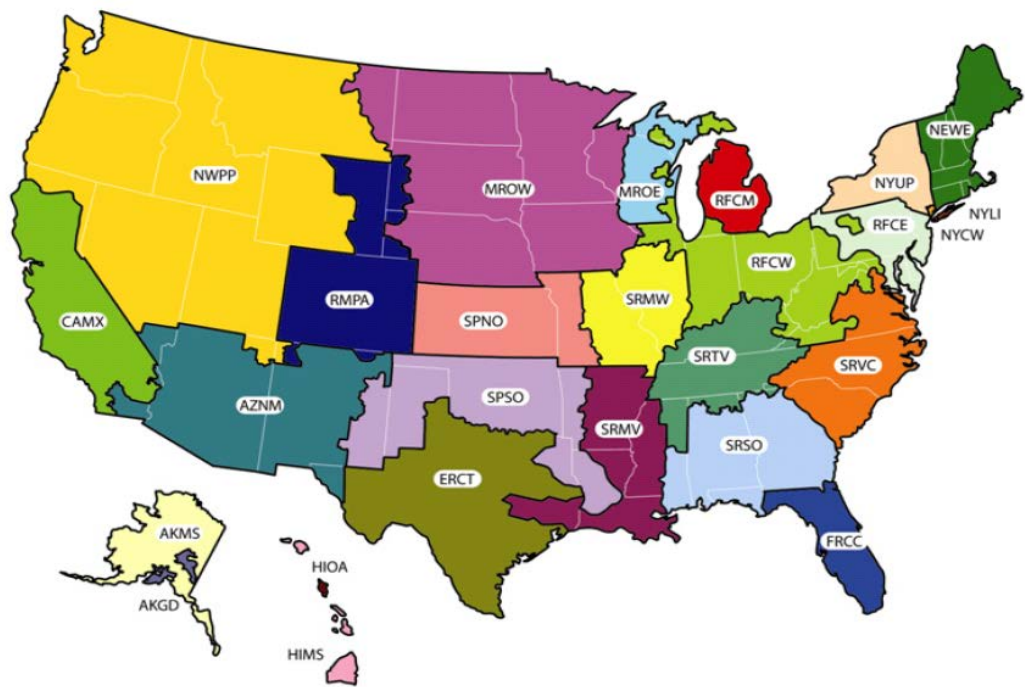 NEWE
NWPP
NYUP
MROW
MROE
RFCM
NYLI
RFCE
NYCW
RFCW
RMPA
SRMW
CAMX
SPNO
SRTV
SRVC
AZNM
SPSO
SRMV
SRSO
ERCT
AKMS
FRCC
HIOA
AKGD
HIMS